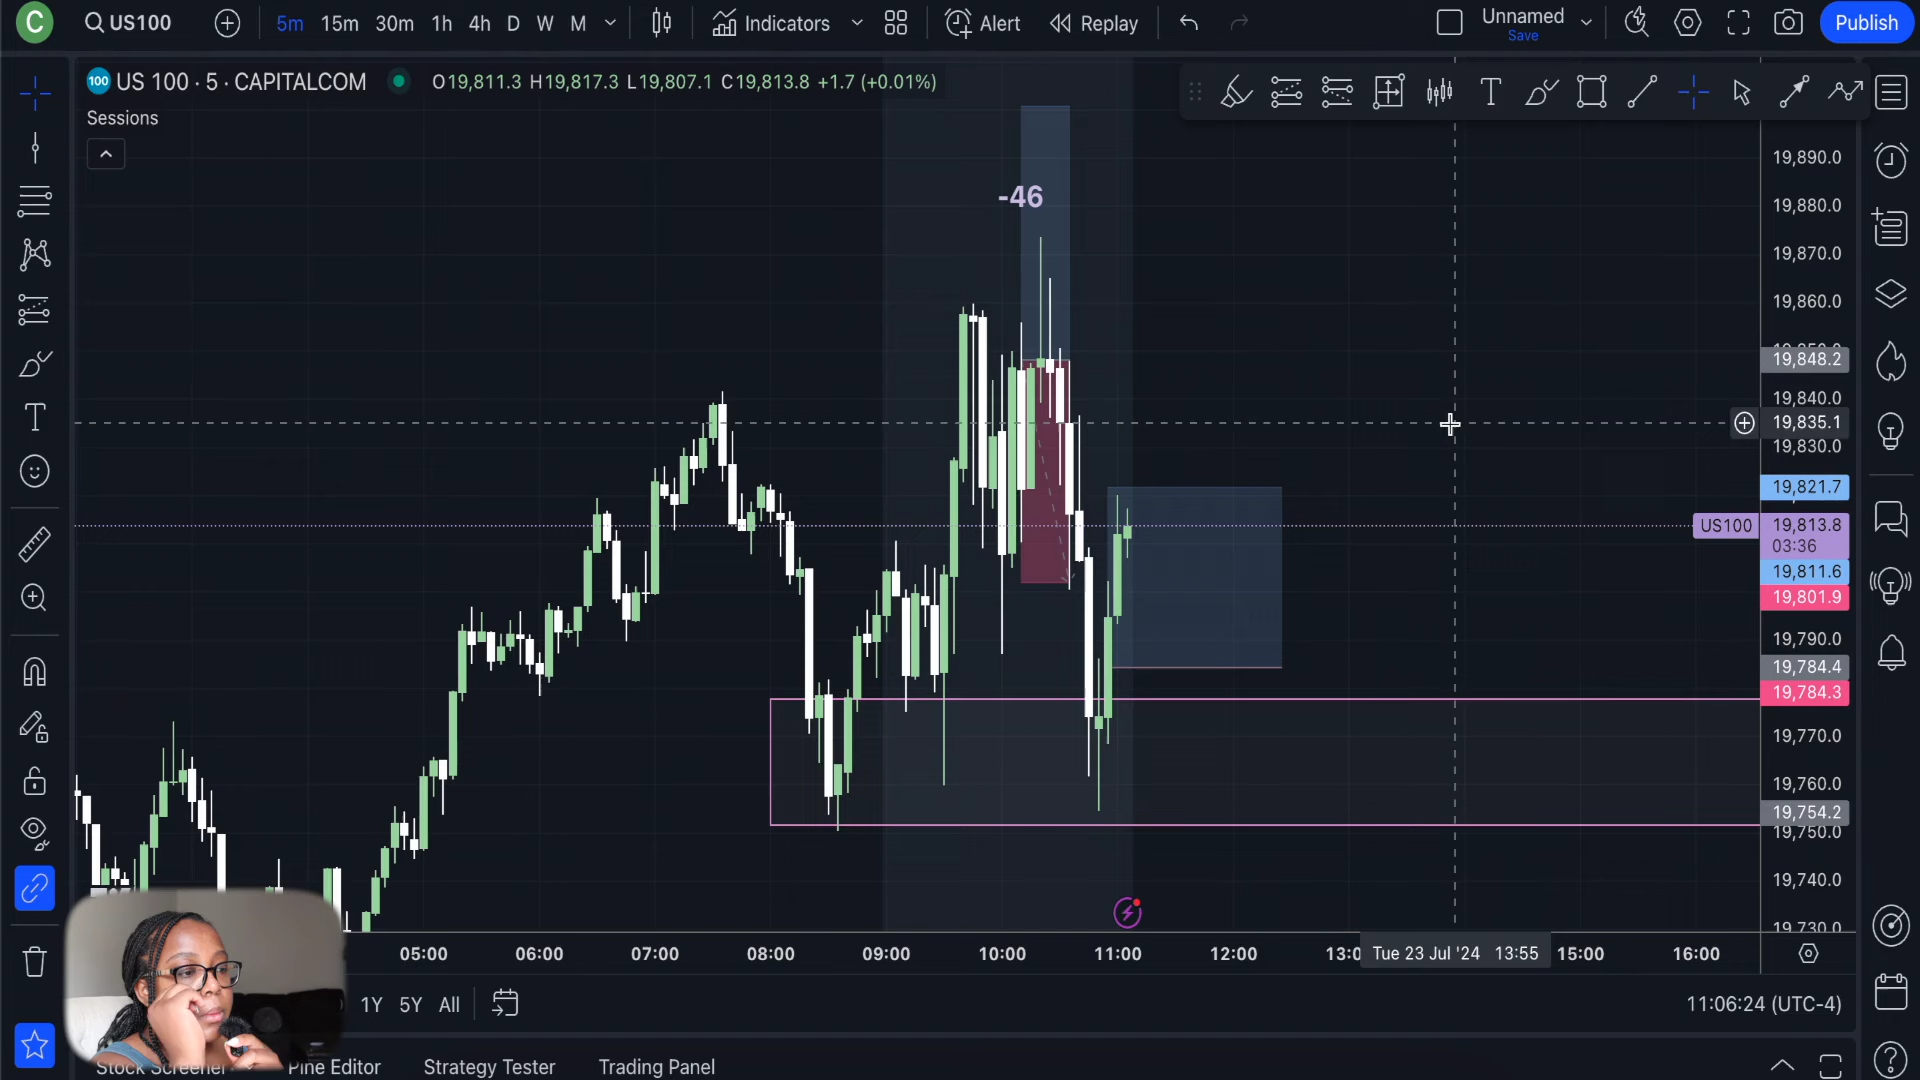 C
US100
5m
15m
30m
1h
4h
D
W
M
Indicators
Alert
Replay
Unnamed
Save
Publish
100
US 100 · 5 · CAPITALCOM
O19,811.3 H19,817.3 L19,807.1 C19,813.8 +1.7 (+0.01%)
Sessions
-46
19,890.0
19,880.0
19,870.0
19,860.0
19,848.2
19,840.0
19,835.1
19,830.0
19,821.7
US100
19,813.8
03:36
19,811.6
19,801.9
19,790.0
19,784.4
19,784.3
19,770.0
19,760.0
19,754.2
19,750.0
19,740.0
19,730.0
05:00
06:00
07:00
08:00
09:00
10:00
11:00
12:00
Tue 23 Jul '24 13:55
15:00
16:00
1Y
5Y
All
11:06:24 (UTC-4)
Stock Screener
Pine Editor
Strategy Tester
Trading Panel